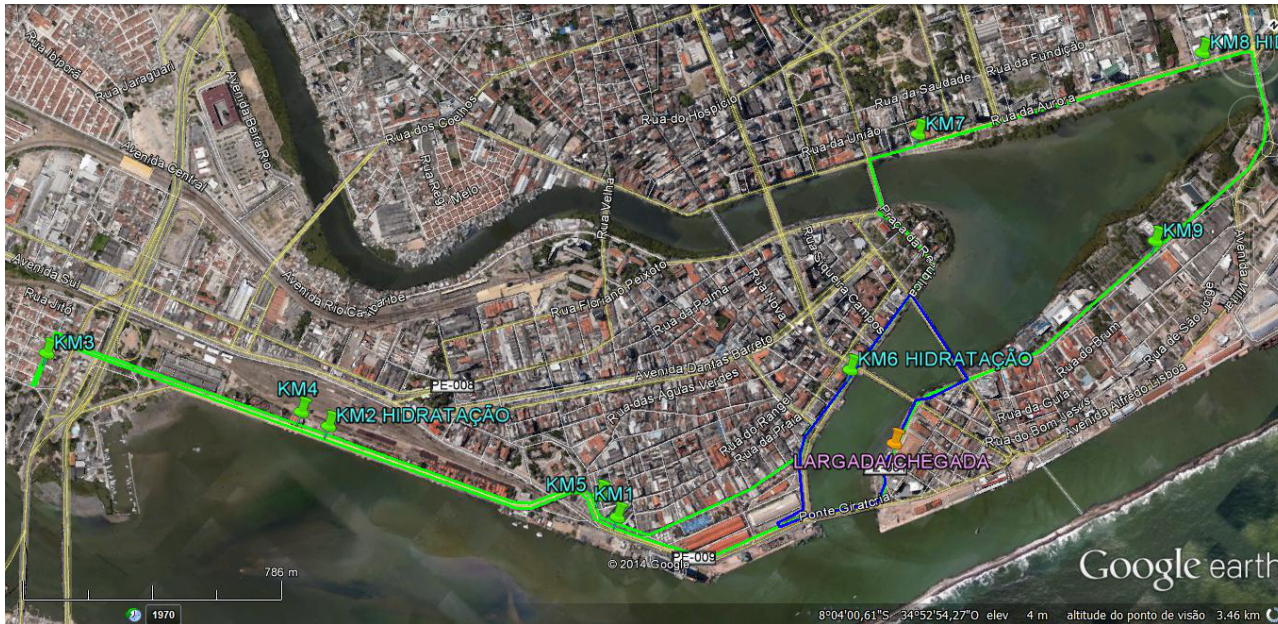 KM8 HID
Rua Ibiporã
Rua Jaraguari
Avenida Beira Rio
Rua da Saudade
Rua da Fundição
Rua da Aurora
Rua do Hospício
KM7
Rua da União
Rua dos Coelhos
Avenida Central
Melo
Rua Velha
Praça da República
KM9
Avenida Militar
Avenida Sul
Rua Jitó
Avenida Rio Capibaribe
Rua Floriano Peixoto
Rua da Palma
Rua Nova
Rua Siqueira Campos
Rua do Brum
Rua de São Jorge
KM3
KM6 HIDRATAÇÃO
Avenida Dantas Barreto
PE-008
Rua das Águas Verdes
Avenida Alfredo Lisboa
Rua da Guia
Rua do Bom Jesus
KM4
KM2 HIDRATAÇÃO
Rua do Rangel
Rua da Praia
LARGADA/CHEGADA
KM5
KM1
Ponte Giratória
PE-009
© 2014 Google
Google earth
786 m
1970
8°04'00,61"S 34°52'54,27"O elev 4 m altitude do ponto de visão 3.46 km